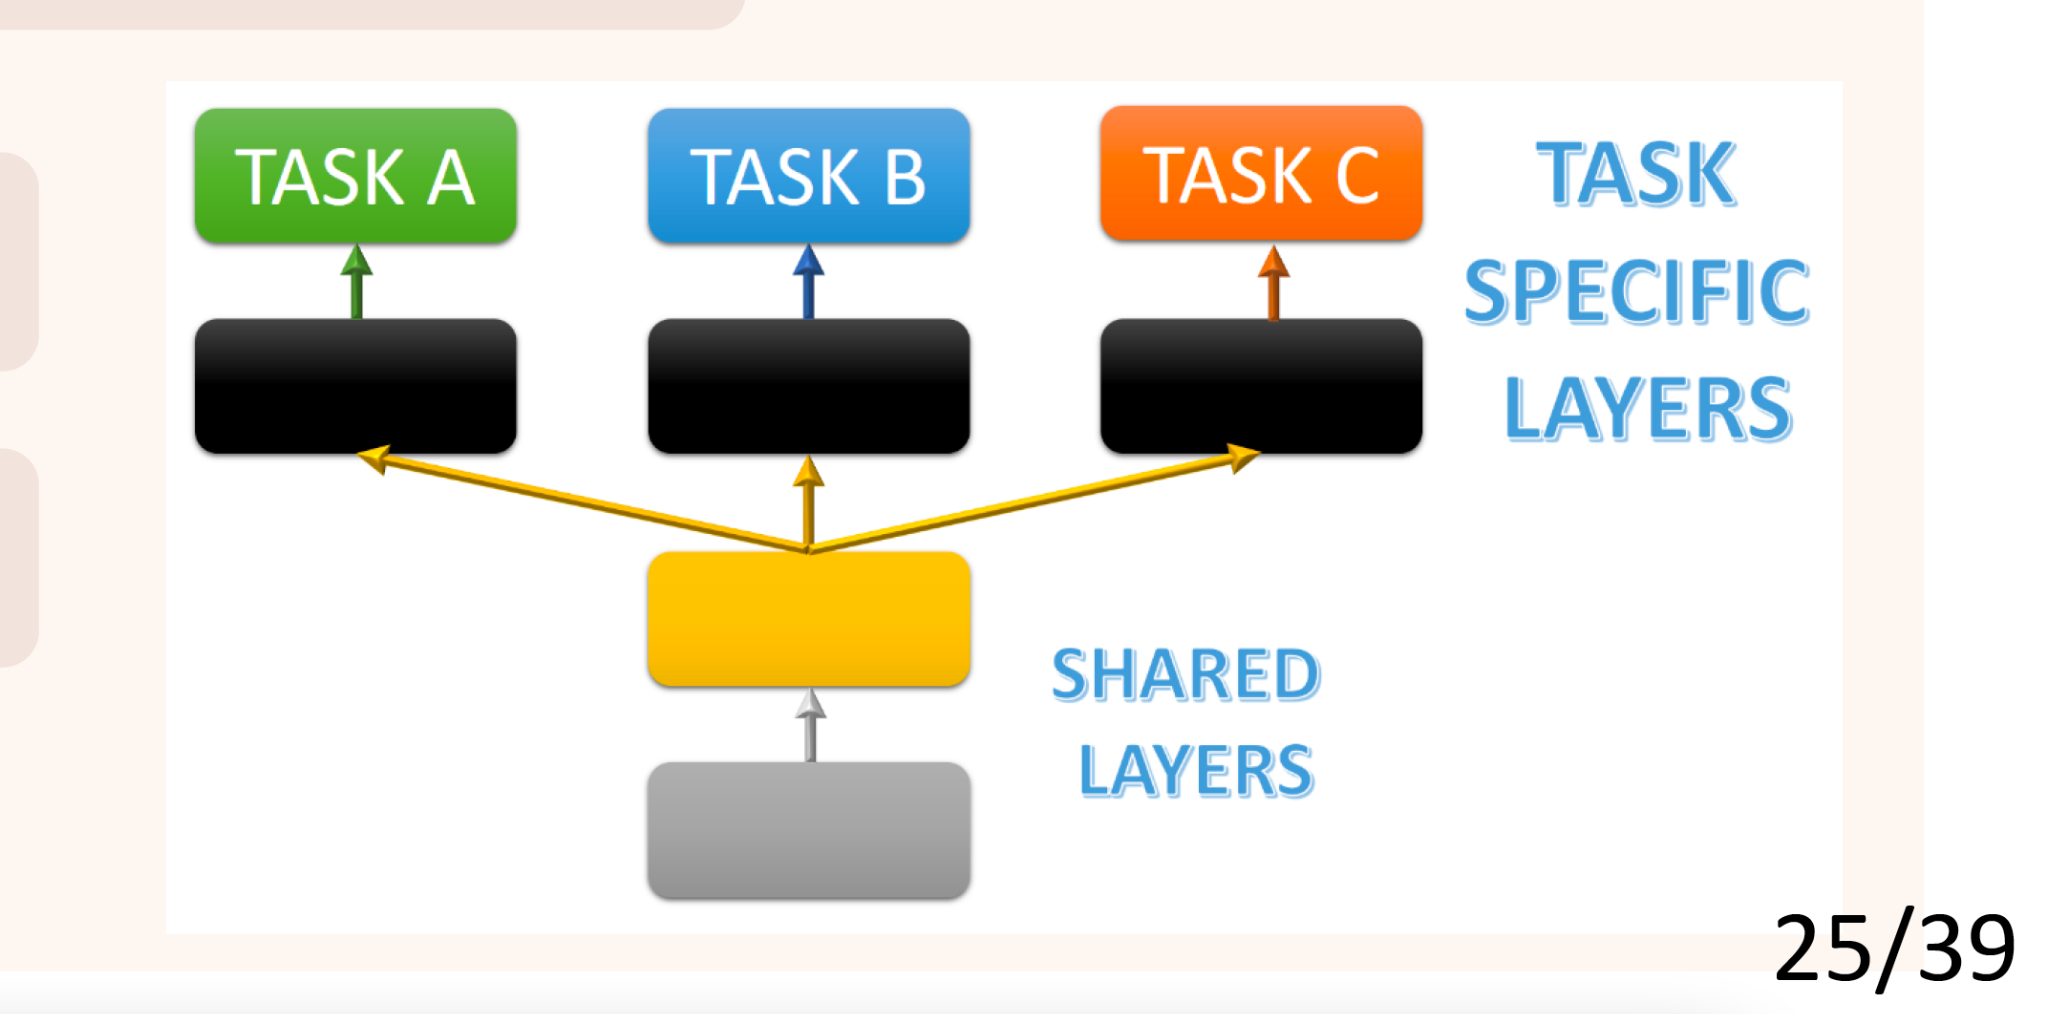 TASK A
TASK B
TASK C
TASK
SPECIFIC
LAYERS
SHARED
LAYERS
25/39